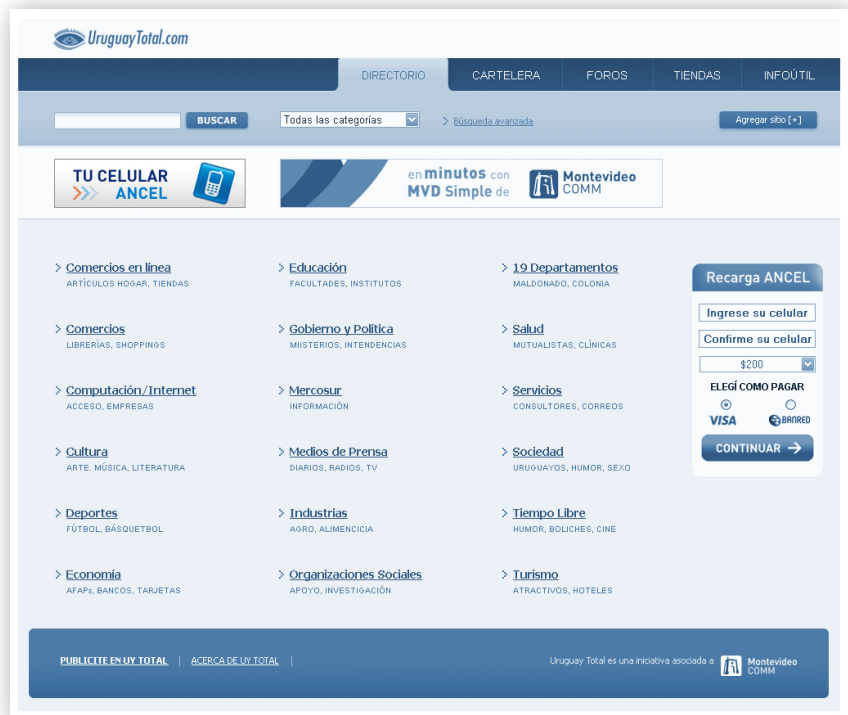 UruguayTotal.com
DIRECTORIO
CARTELERA
FOROS
TIENDAS
INFOÚTIL
BUSCAR
Todas las categorías
Búsqueda avanzada
Agregar sitio [+]
TU CELULAR
>>> ANCEL
en minutos con
MVD Simple de
Montevideo
COMM
> Comercios en línea
ARTÍCULOS HOGAR, TIENDAS
> Educación
FACULTADES, INSTITUTOS
> 19 Departamentos
MALDONADO, COLONIA
> Comercios
LIBRERÍAS, SHOPPINGS
> Gobierno y Política
MIISTERIOS, INTENDENCIAS
> Salud
MUTUALISTAS, CLÍNICAS
> Computación/Internet
ACCESO, EMPRESAS
> Mercosur
INFORMACIÓN
> Servicios
CONSULTORES, CORREOS
> Cultura
ARTE. MÚSICA, LITERATURA
> Medios de Prensa
DIARIOS, RADIOS, TV
> Sociedad
URUGUAYOS, HUMOR, SEXO
> Deportes
FÚTBOL, BÁSQUETBOL
> Industrias
AGRO, ALIMENCICIA
> Tiempo Libre
HUMOR, BOLICHES, CINE
> Economía
AFAPs, BANCOS, TARJETAS
> Organizaciones Sociales
APOYO, INVESTIGACIÓN
> Turismo
ATRACTIVOS, HOTELES
Recarga ANCEL
Ingrese su celular
Confirme su celular
$200
ELEGÍ COMO PAGAR
VISA
BANRED
CONTINUAR →
PUBLICITE EN UY TOTAL | ACERCA DE UY TOTAL |
Uruguay Total es una iniciativa asociada a
Montevideo
COMM